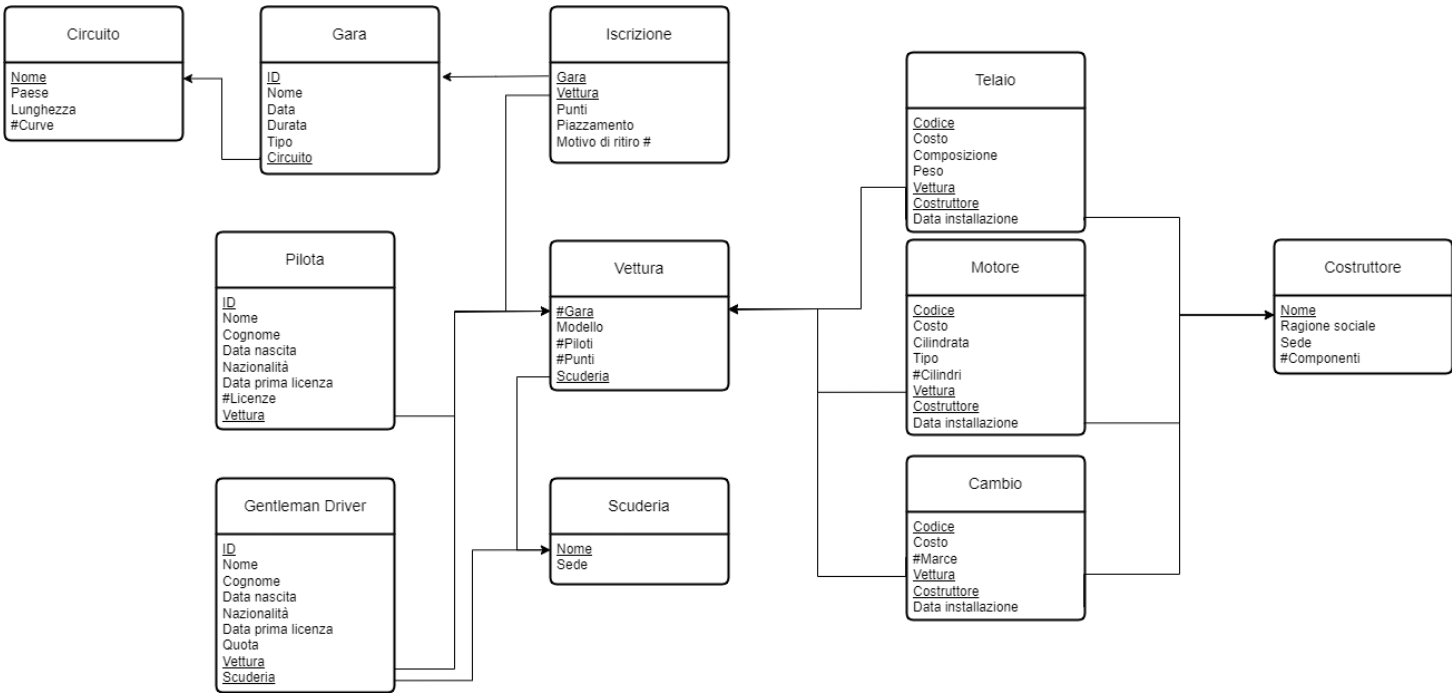 Circuito
Nome
Paese
Lunghezza
#Curve
Gara
ID
Nome
Data
Durata
Tipo
Circuito
Iscrizione
Gara
Vettura
Punti
Piazzamento
Motivo di ritiro #
Telaio
Codice
Costo
Composizione
Peso
Vettura
Costruttore
Data installazione
Pilota
ID
Nome
Cognome
Data nascita
Nazionalità
Data prima licenza
#Licenze
Vettura
Vettura
#Gara
Modello
#Piloti
#Punti
Scuderia
Motore
Codice
Costo
Cilindrata
Tipo
#Cilindri
Vettura
Costruttore
Data installazione
Costruttore
Nome
Ragione sociale
Sede
#Componenti
Gentleman Driver
ID
Nome
Cognome
Data nascita
Nazionalità
Data prima licenza
Quota
Vettura
Scuderia
Scuderia
Nome
Sede
Cambio
Codice
Costo
#Marce
Vettura
Costruttore
Data installazione